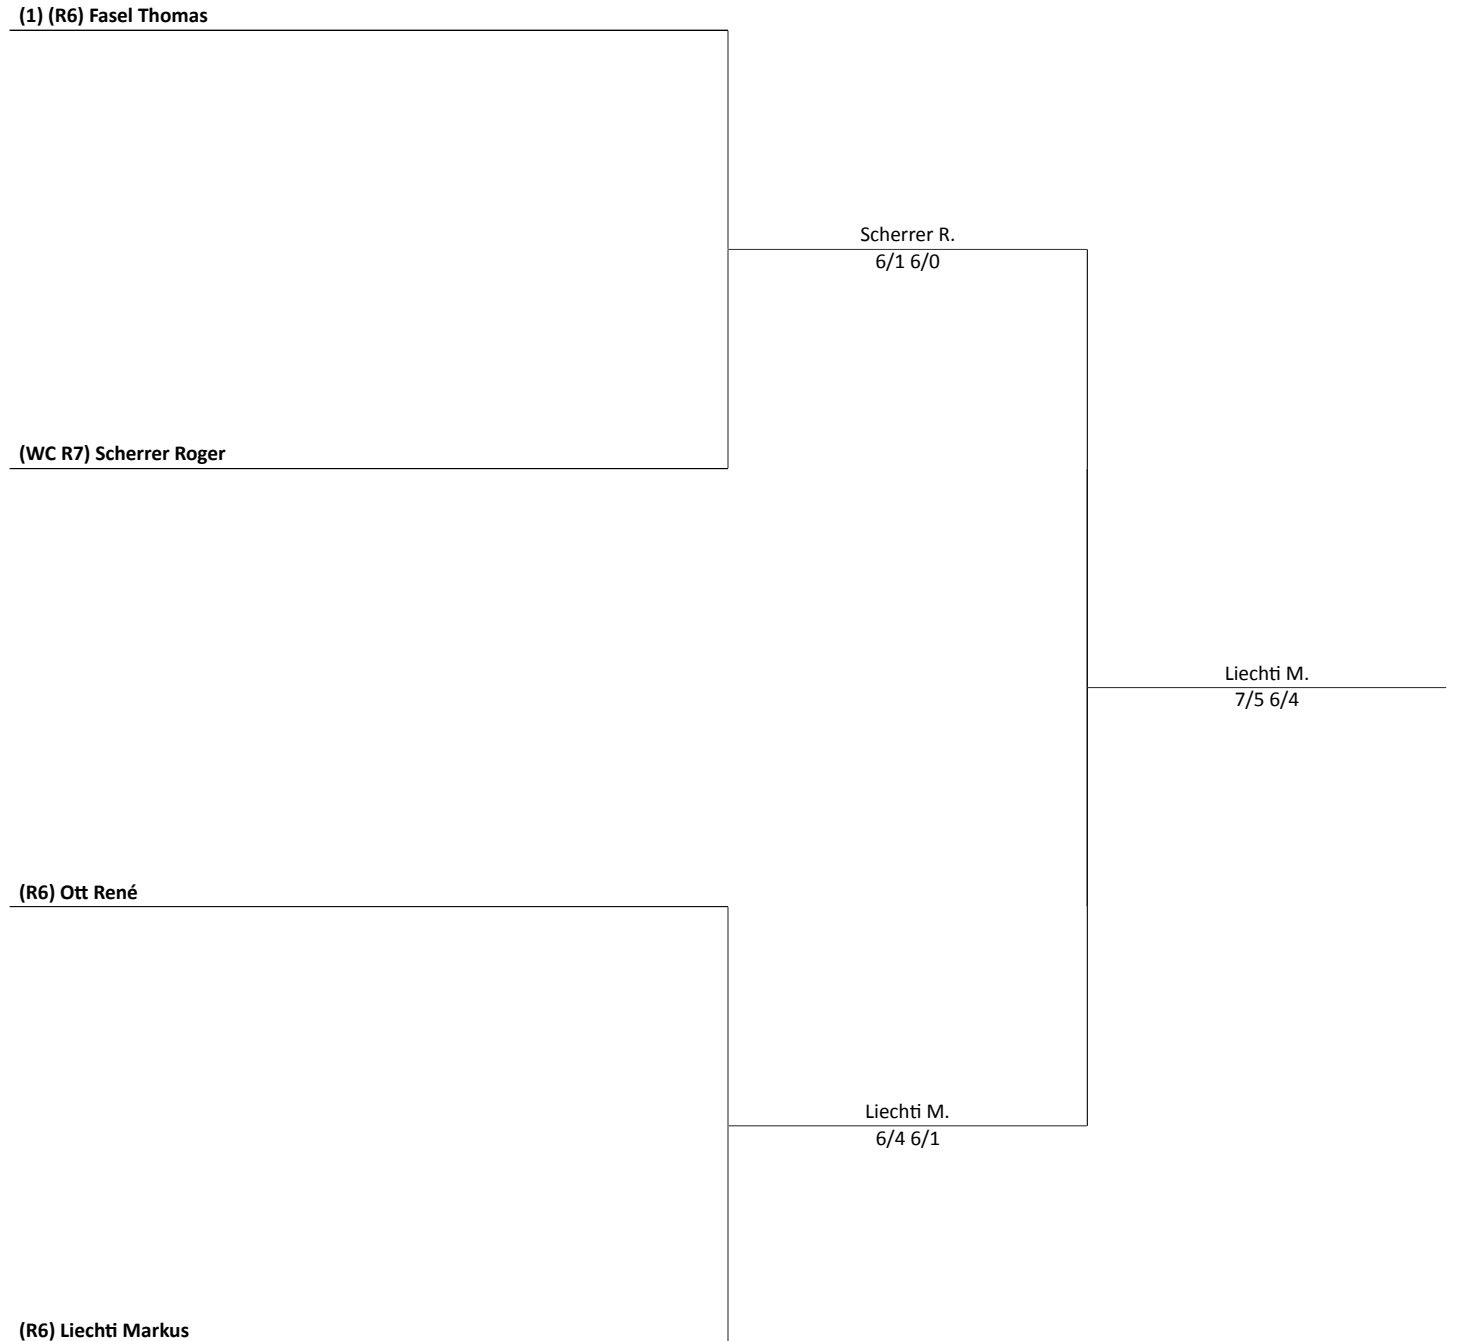 (1) (R6) Fasel Thomas
Scherrer R.
6/1 6/0
(WC R7) Scherrer Roger
Liechti M.
7/5 6/4
(R6) Ott René
Liechti M.
6/4 6/1
(R6) Liechti Markus